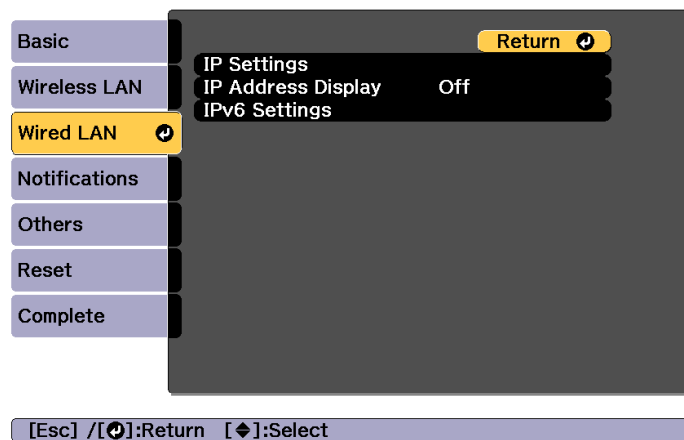 Basic
Wireless LAN
Wired LAN
Notifications
Others
Reset
Complete
Return
IP Settings
IP Address Display Off
IPv6 Settings
[Esc] /[ ]:Return [ ]:Select